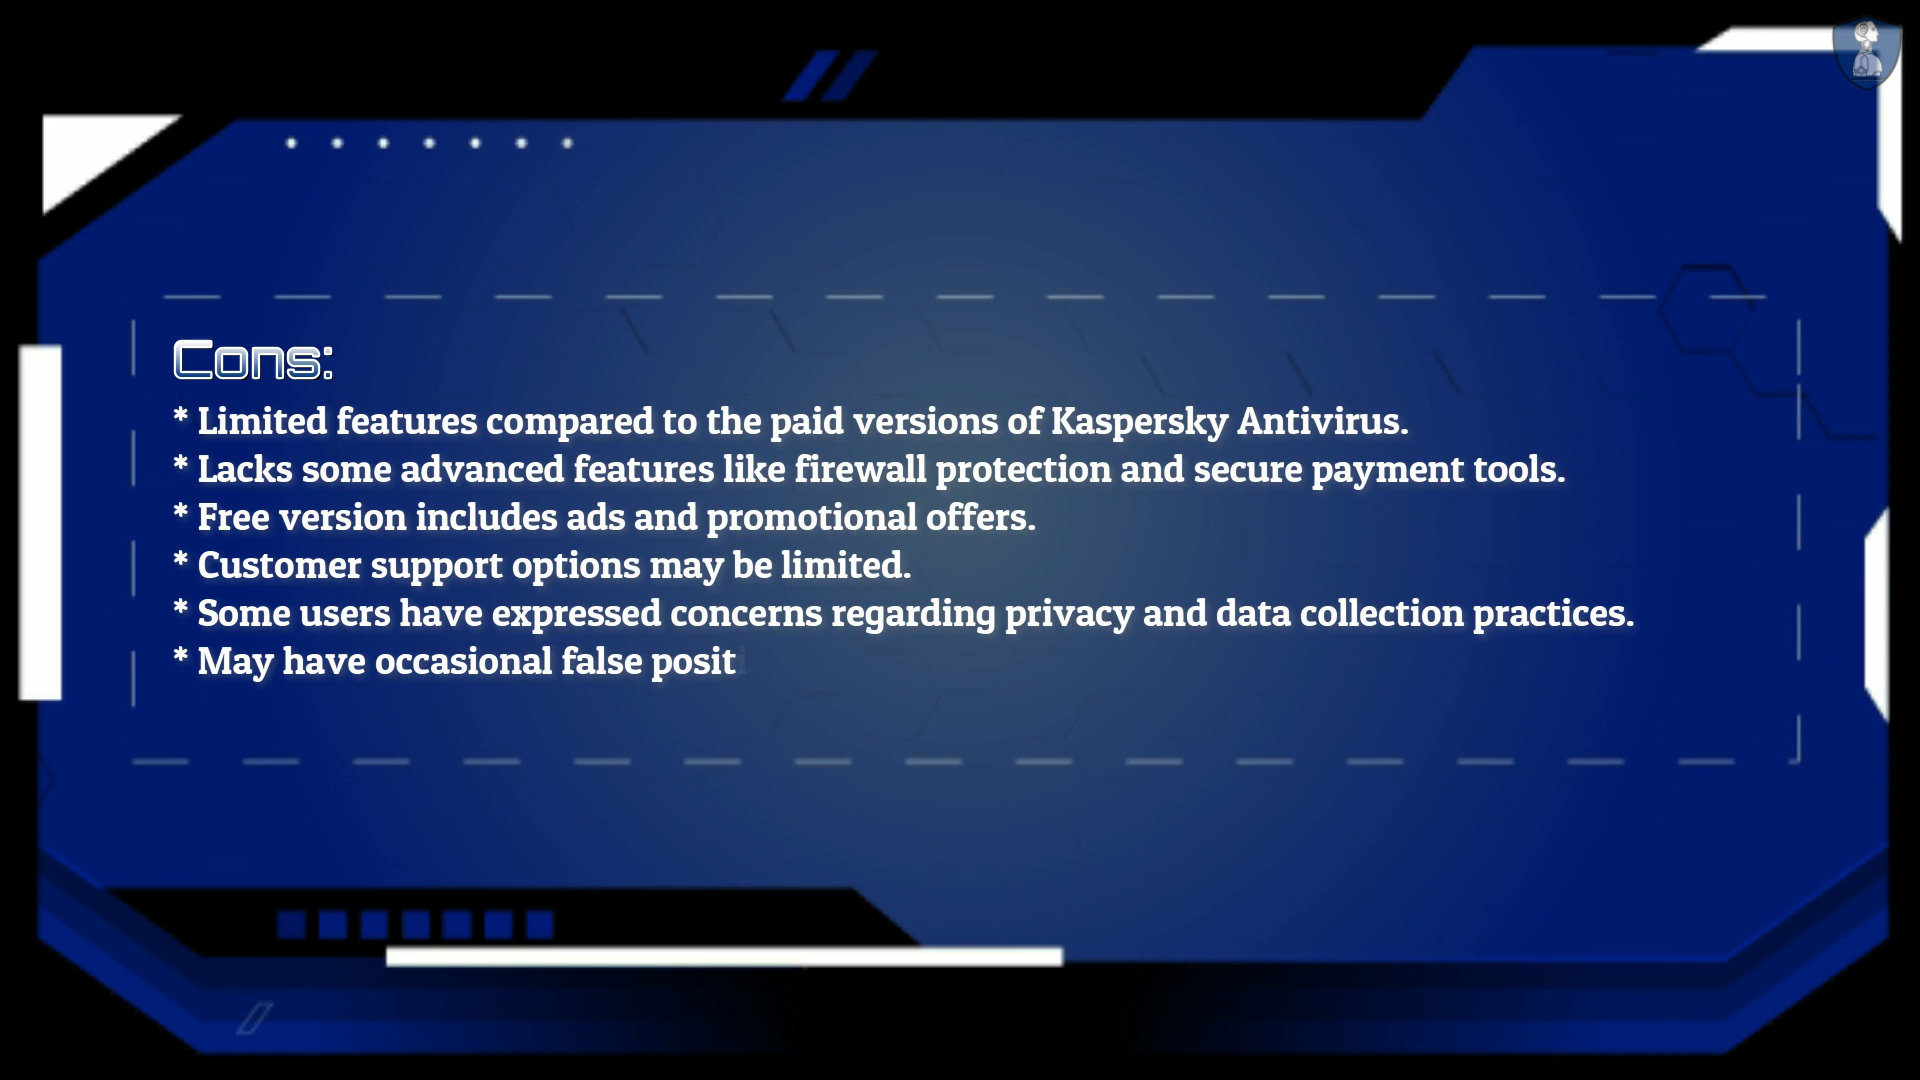 Cons:
* Limited features compared to the paid versions of Kaspersky Antivirus.
* Lacks some advanced features like firewall protection and secure payment tools.
* Free version includes ads and promotional offers.
* Customer support options may be limited.
* Some users have expressed concerns regarding privacy and data collection practices.
* May have occasional false posit